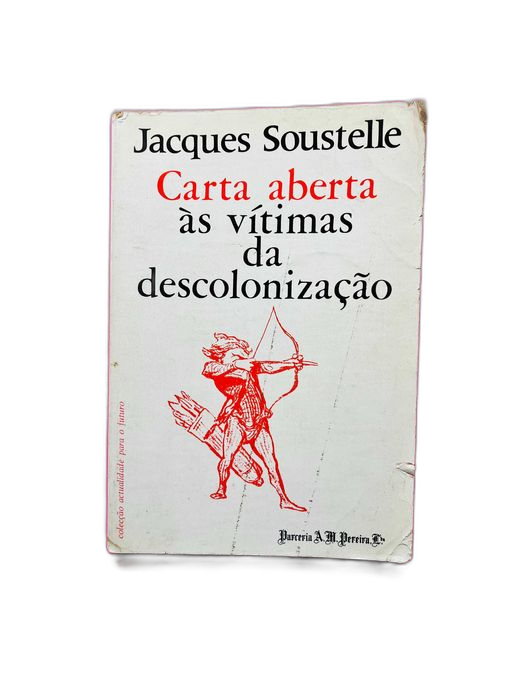 Jacques Soustelle
Carta aberta
às vítimas
da
descolonização
colecção actualidade para o futuro
Parceria A. M. Pereira, L.da